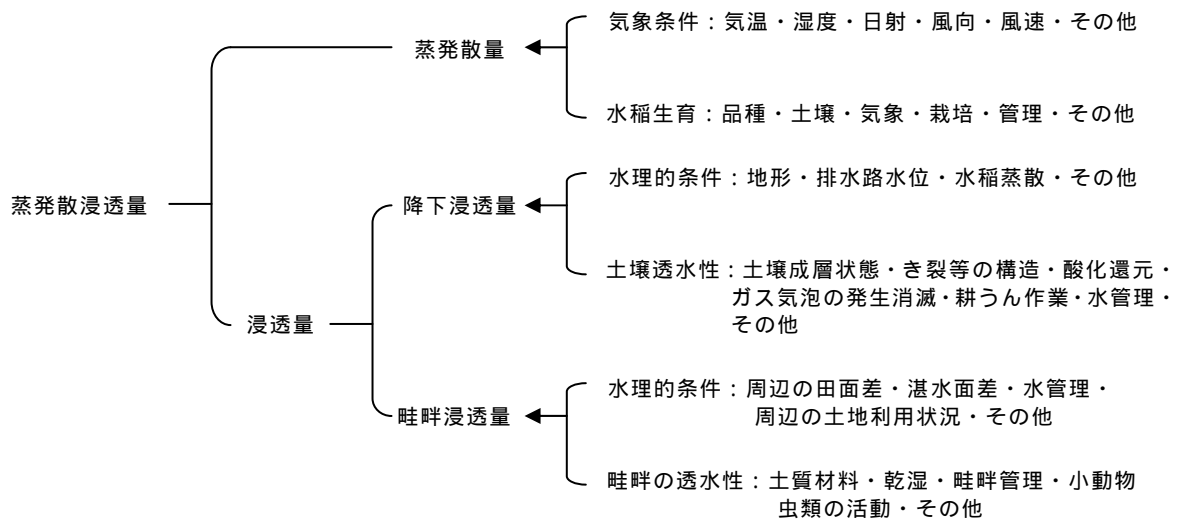 蒸発散量
気象条件：気温・湿度・日射・風向・風速・その他
水稲生育：品種・土壌・気象・栽培・管理・その他
蒸発散浸透量
降下浸透量
水理的条件：地形・排水路水位・水稲蒸散・その他
土壌透水性：土壌成層状態・き裂等の構造・酸化還元・
ガス気泡の発生消滅・耕うん作業・水管理・
その他
浸透量
畦畔浸透量
水理的条件：周辺の田面差・湛水面差・水管理・
周辺の土地利用状況・その他
畦畔の透水性：土質材料・乾湿・畦畔管理・小動物
虫類の活動・その他